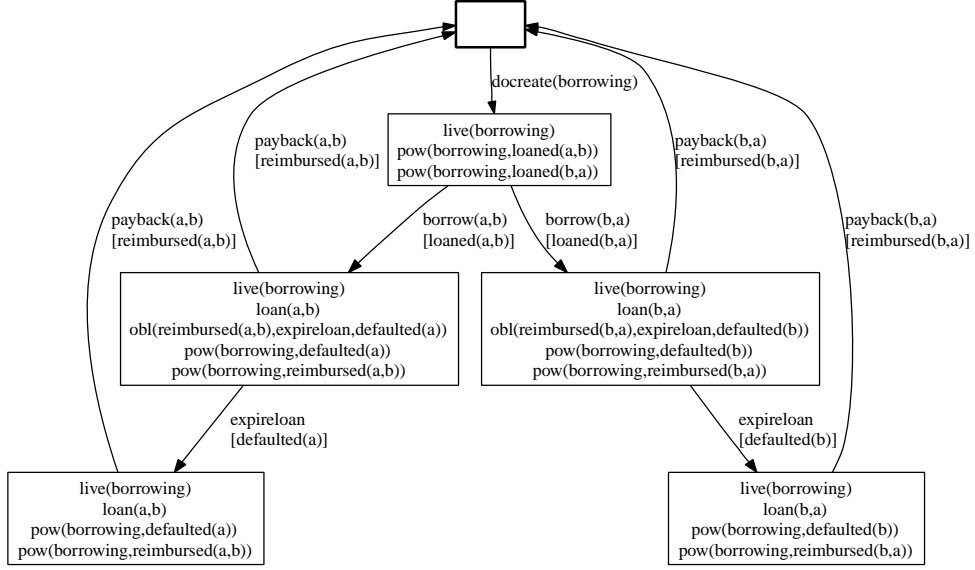 docreate(borrowing)
live(borrowing)
pow(borrowing,loaned(a,b))
pow(borrowing,loaned(b,a))
payback(a,b)
[reimbursed(a,b)]
payback(b,a)
[reimbursed(b,a)]
payback(a,b)
[reimbursed(a,b)]
borrow(a,b)
[loaned(a,b)]
borrow(b,a)
[loaned(b,a)]
payback(b,a)
[reimbursed(b,a)]
live(borrowing)
loan(a,b)
obl(reimbursed(a,b),expireloan,defaulted(a))
pow(borrowing,defaulted(a))
pow(borrowing,reimbursed(a,b))
live(borrowing)
loan(b,a)
obl(reimbursed(b,a),expireloan,defaulted(b))
pow(borrowing,defaulted(b))
pow(borrowing,reimbursed(b,a))
expireloan
[defaulted(a)]
expireloan
[defaulted(b)]
live(borrowing)
loan(a,b)
pow(borrowing,defaulted(a))
pow(borrowing,reimbursed(a,b))
live(borrowing)
loan(b,a)
pow(borrowing,defaulted(b))
pow(borrowing,reimbursed(b,a))